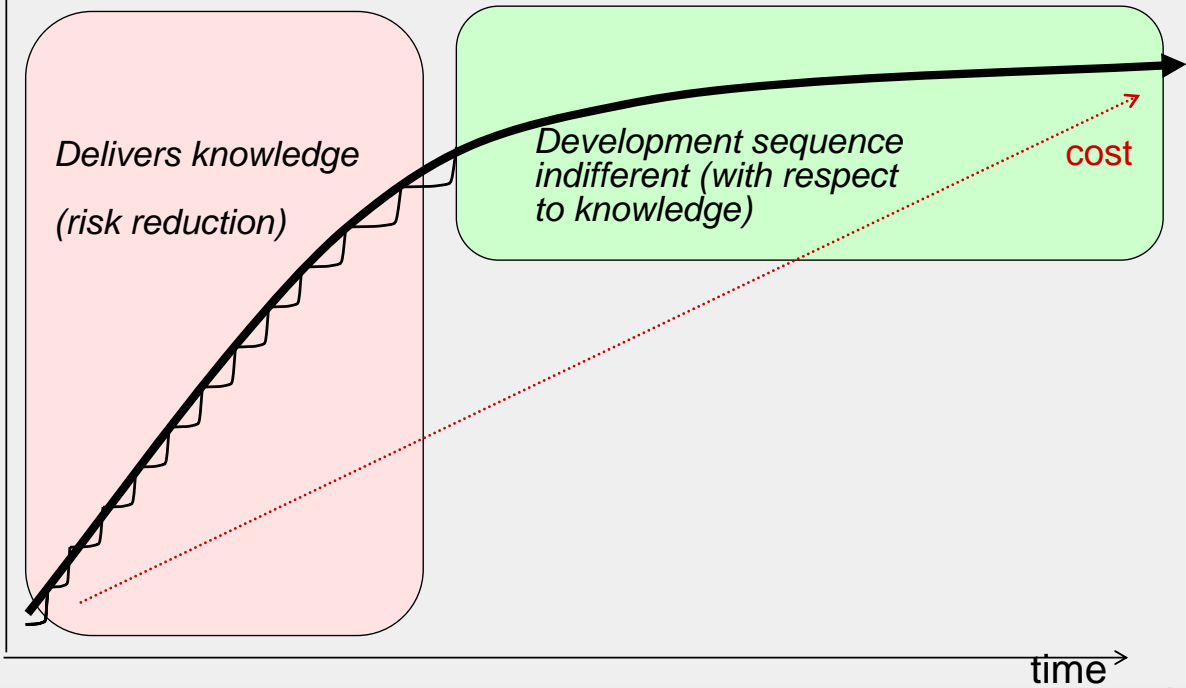 Delivers knowledge
(risk reduction)
Development sequence
indifferent (with respect
to knowledge)
cost
time